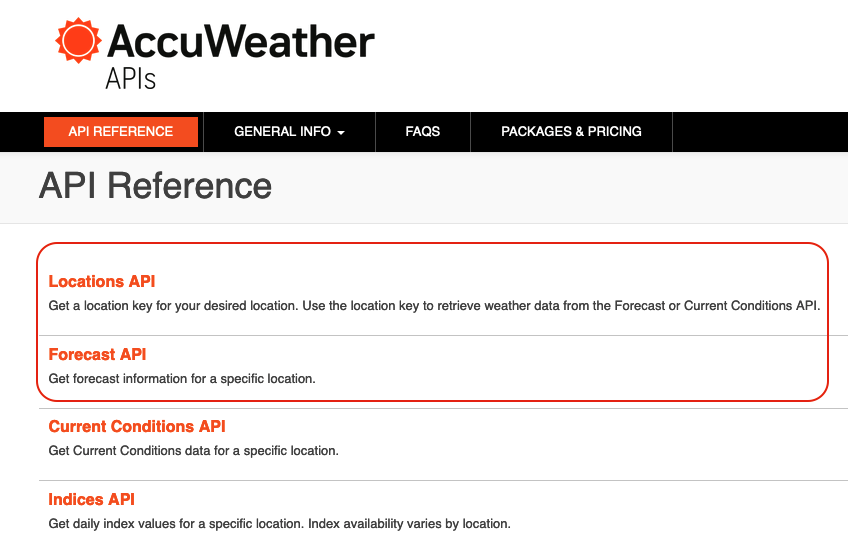 AccuWeather
APIs
API REFERENCE
GENERAL INFO
FAQS
PACKAGES & PRICING
API Reference
Locations API
Get a location key for your desired location. Use the location key to retrieve weather data from the Forecast or Current Conditions API.
Forecast API
Get forecast information for a specific location.
Current Conditions API
Get Current Conditions data for a specific location.
Indices API
Get daily index values for a specific location. Index availability varies by location.